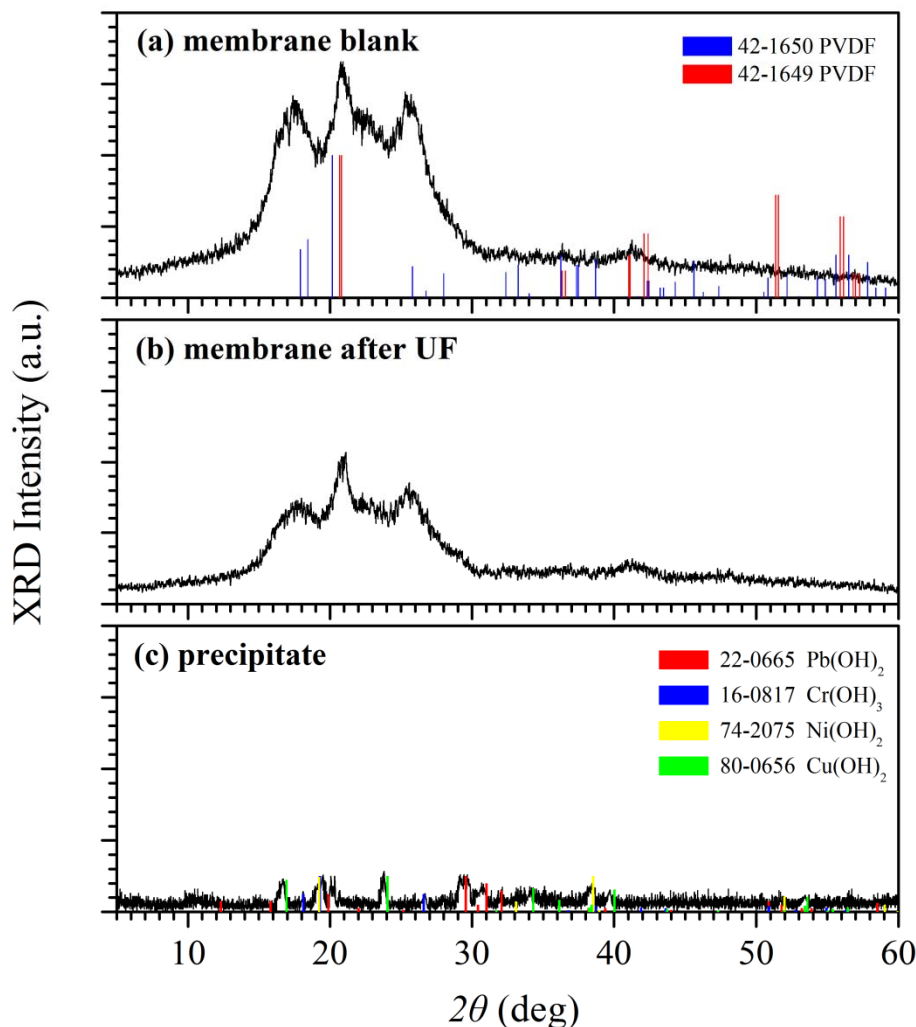 (a) membrane blank
42-1650 PVDF
42-1649 PVDF
(b) membrane after UF
XRD Intensity (a.u.)
(c) precipitate
22-0665 Pb(OH)₂
16-0817 Cr(OH)₃
74-2075 Ni(OH)₂
80-0656 Cu(OH)₂
10 20 30 40 50 60
2θ (deg)